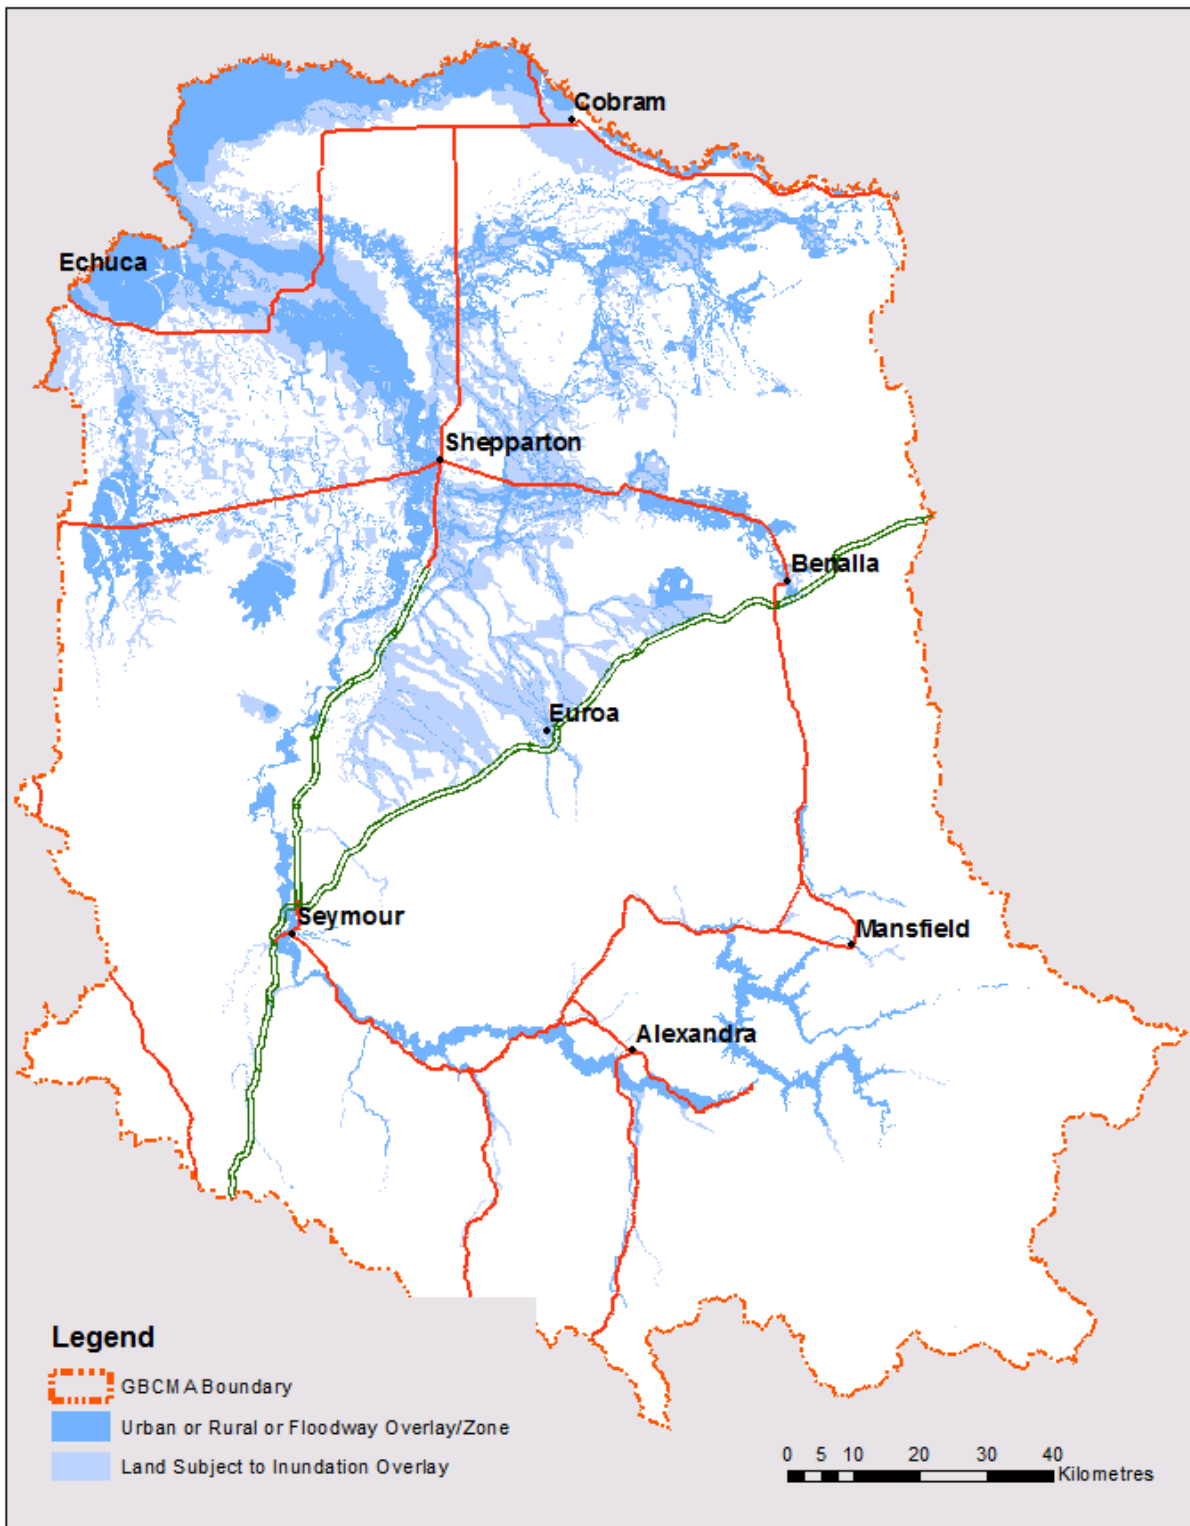 Cobram
Echuca
Shepparton
Benalla
Euroa
Seymour
Mansfield
Alexandra
Legend
GBCMA Boundary
Urban or Rural or Floodway Overlay/Zone
Land Subject to Inundation Overlay
0 5 10 20 30 40
Kilometres